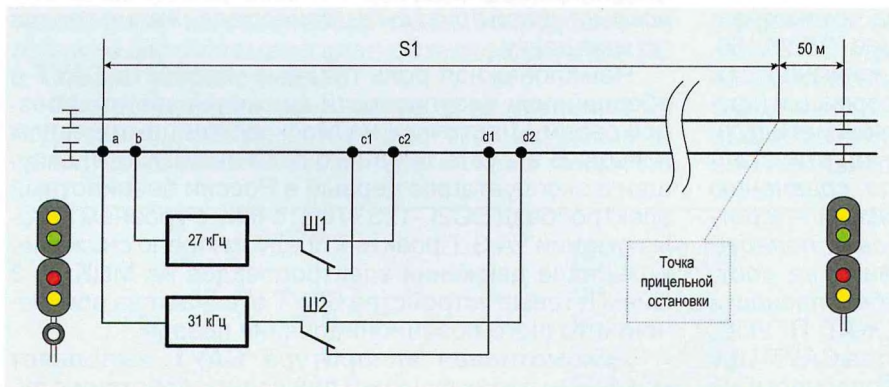 S1
50 м
a
b
c1
c2
d1
d2
27 кГц
Ш1
31 кГц
Ш2
Точка
прицельной
остановки